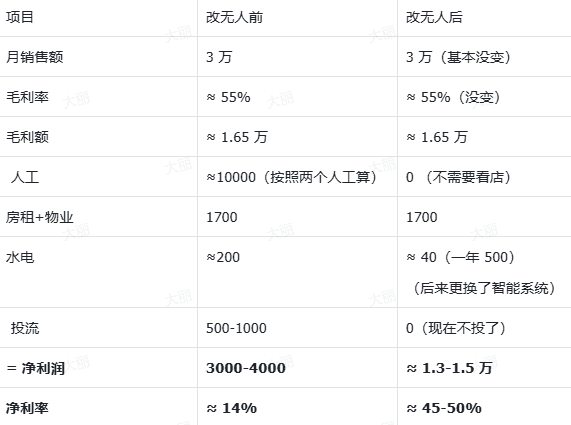 项目 改无人前 改无人后
月销售额 3 万 3 万（基本没变）
毛利率 ≈ 55% ≈ 55%（没变）
毛利额 ≈ 1.65 万 ≈ 1.65 万
人工 ≈10000（按照两个人工算） 0 （不需要看店）
房租+物业 1700 1700
水电 ≈200 ≈ 40（一年 500）
（后来更换了智能系统）
投流 500-1000 0（现在不投了）
= 净利润 3000-4000 ≈ 1.3-1.5 万
净利率 ≈ 14% ≈ 45-50%
大丽